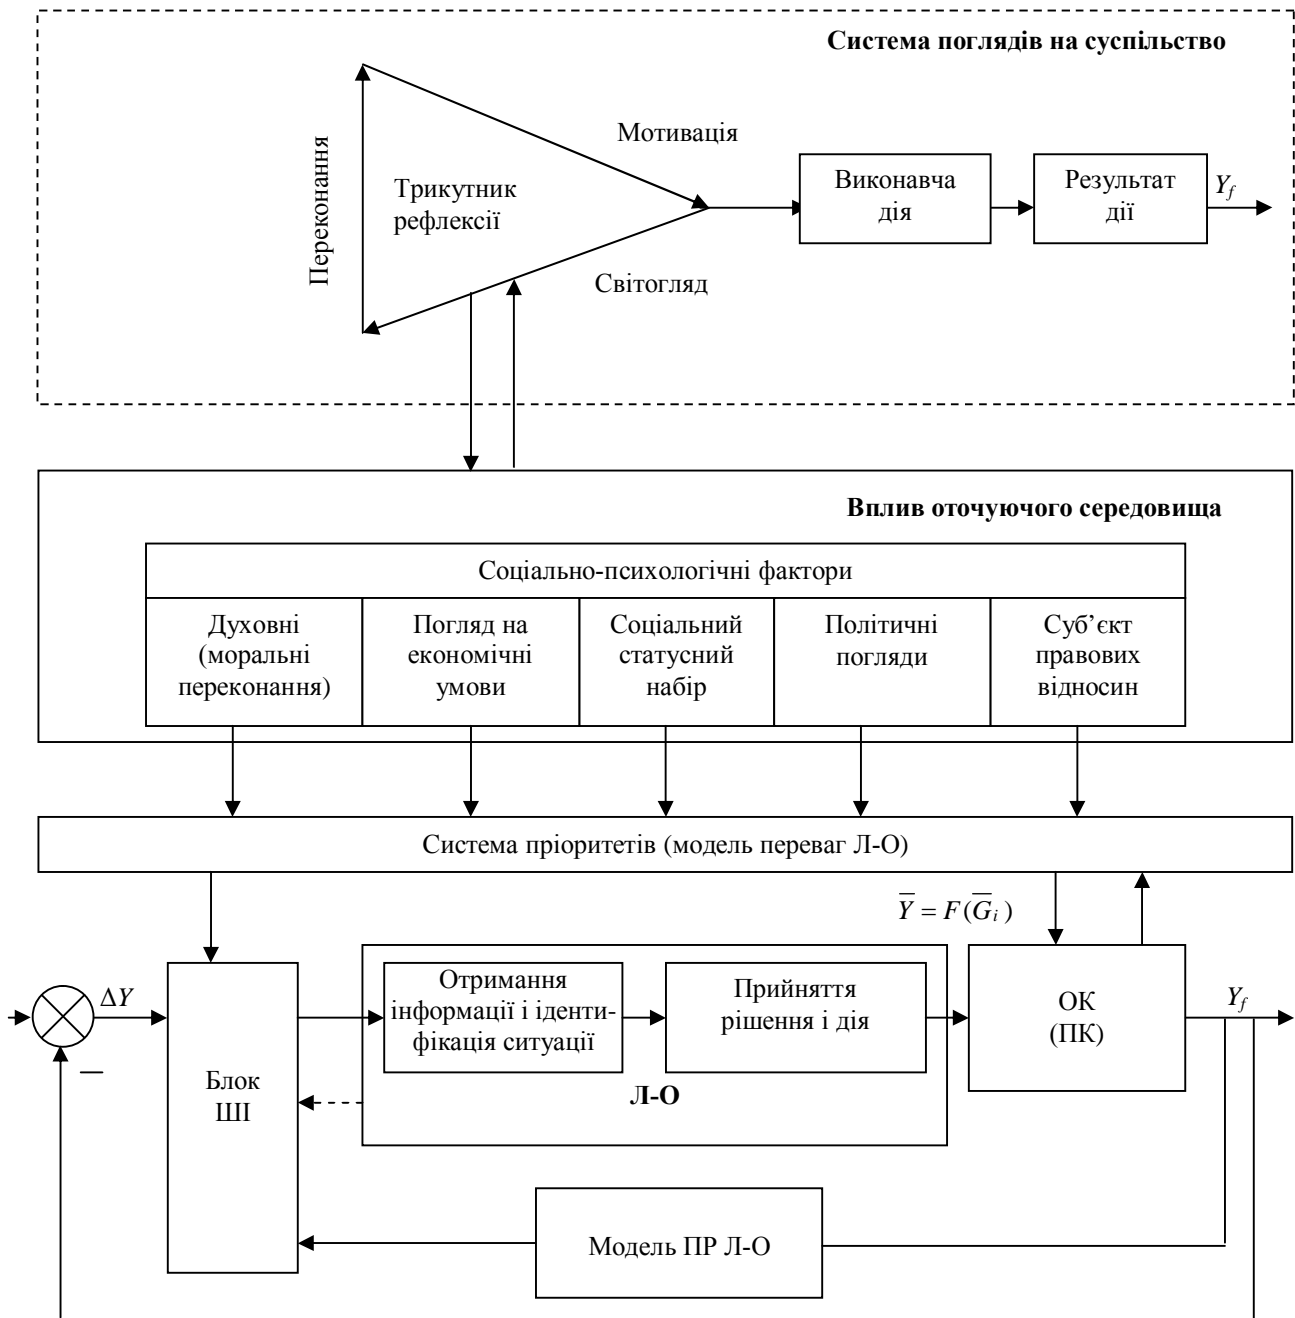 Система поглядів на суспільство
Мотивація
Переконання
Трикутник
рефлексії
Виконавча
дія
Результат
дії
Y_f
Світогляд
Вплив оточуючого середовища
Соціально-психологічні фактори
Духовні
(моральні
переконання)
Погляд на
економічні
умови
Соціальний
статусний
набір
Політичні
погляди
Суб’єкт
правових
відносин
Система пріоритетів (модель переваг Л-О)
Y̅ = F(G̅_i)
ΔY
—
Блок
ШІ
Отримання
інформації і іденти-
фікація ситуації
Прийняття
рішення і дія
Л-О
ОК
(ПК)
Y_f
Модель ПР Л-О